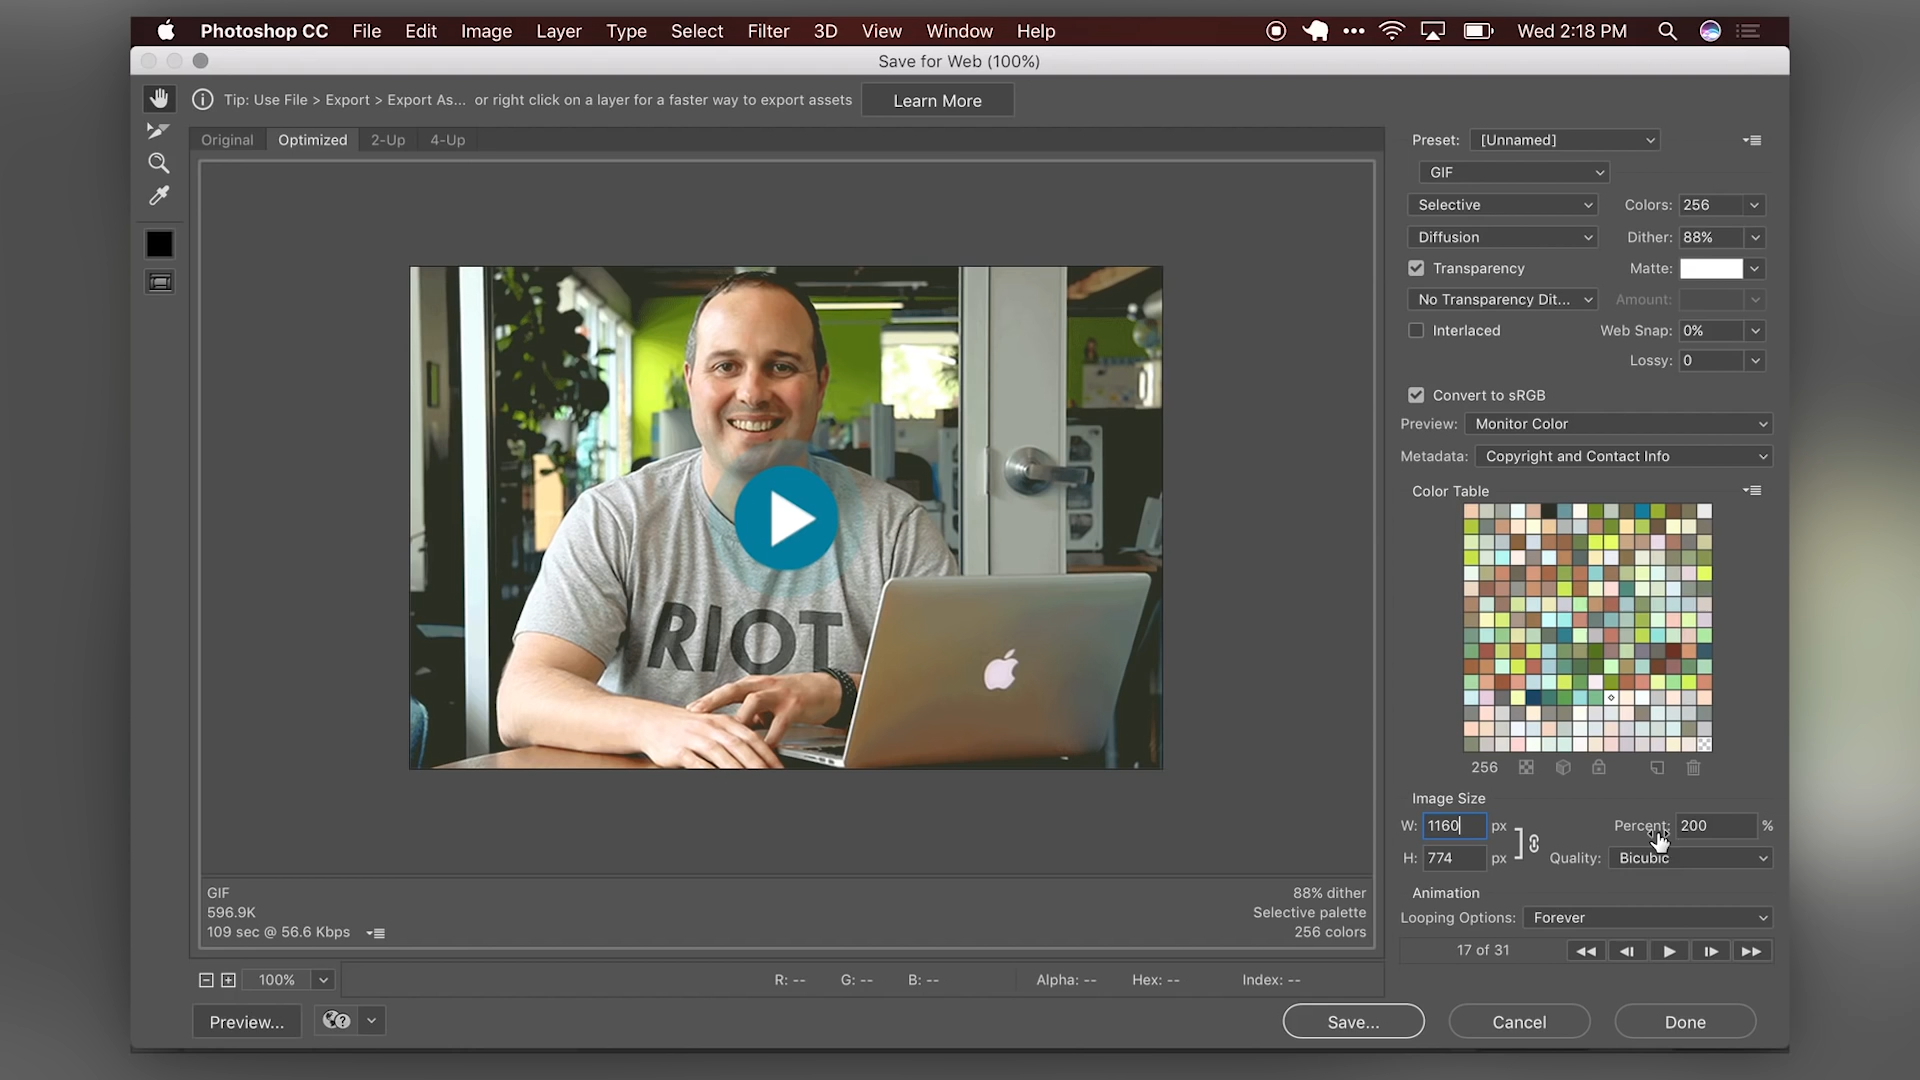 Photoshop CC File Edit Image Layer Type Select Filter 3D View Window Help Wed 2:18 PM
Save for Web (100%)
Tip: Use File > Export > Export As... or right click on a layer for a faster way to export assets Learn More
Original Optimized 2-Up 4-Up
Preset: [Unnamed]
GIF
Selective Colors: 256
Diffusion Dither: 88%
Transparency Matte:
No Transparency Dit... Amount:
Interlaced Web Snap: 0%
Lossy: 0
Convert to sRGB
Preview: Monitor Color
Metadata: Copyright and Contact Info
Color Table
RIOT
256
Image Size
W: 1160 px Percent: 200 %
H: 774 px Quality: Bicubic
Animation
Looping Options: Forever
17 of 31
GIF 88% dither
596.9K Selective palette
109 sec @ 56.6 Kbps 256 colors
100% R: -- G: -- B: -- Alpha: -- Hex: -- Index: --
Preview... Save... Cancel Done